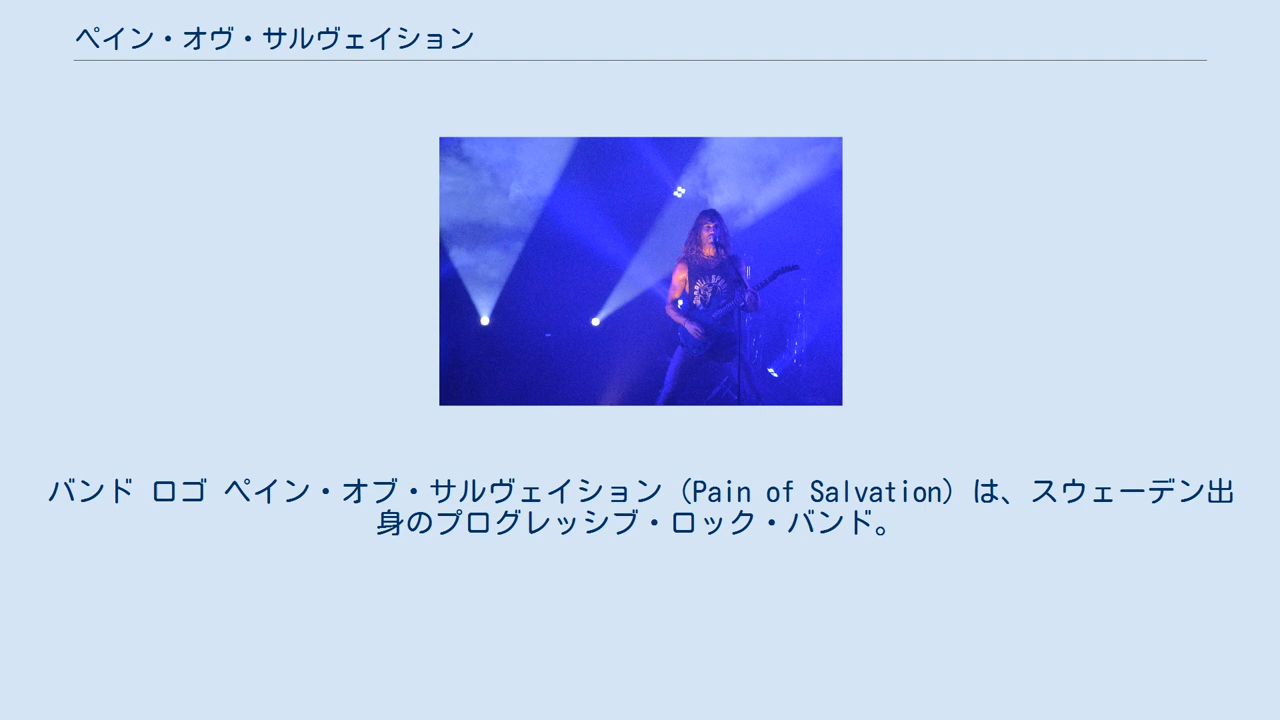 ペイン・オヴ・サルヴェイション
バンド ロゴ ペイン・オブ・サルヴェイション（Pain of Salvation）は、スウェーデン出
身のプログレッシブ・ロック・バンド。